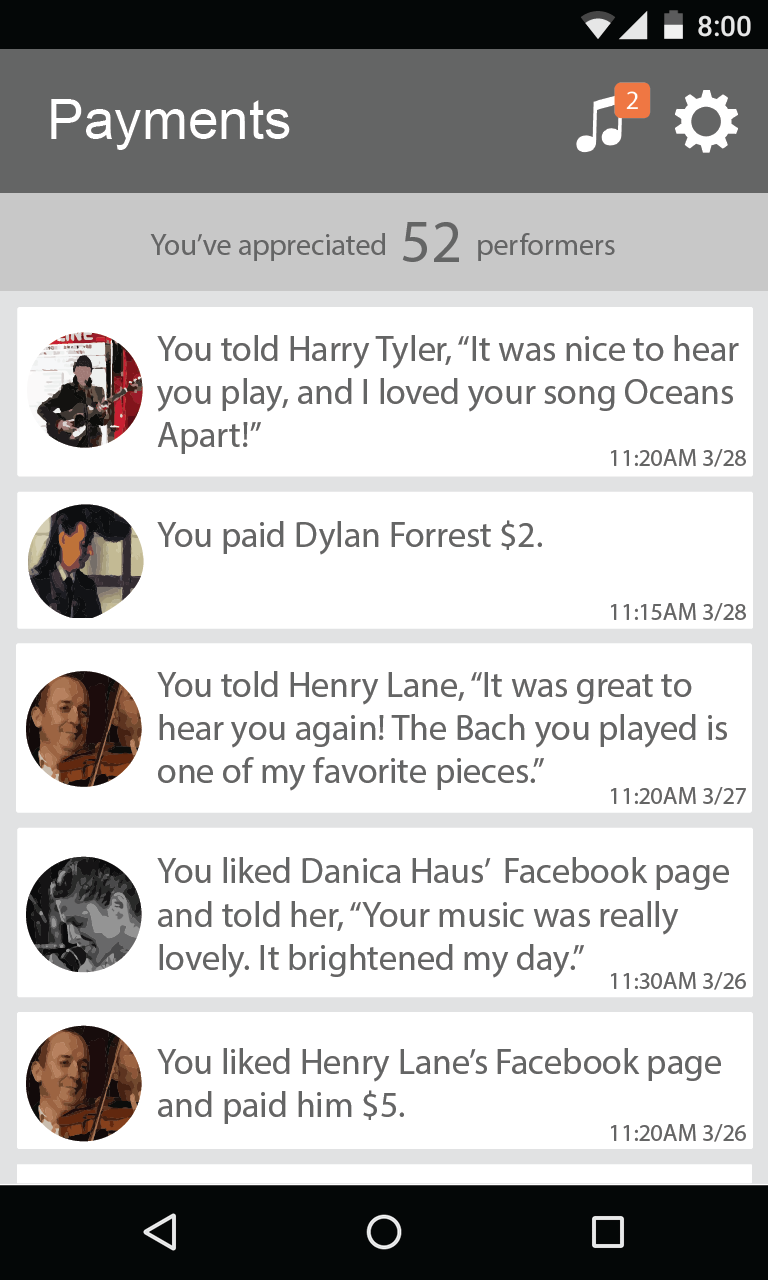 8:00
Payments
2
You’ve appreciated 52 performers
LINE
You told Harry Tyler, “It was nice to hear
you play, and I loved your song Oceans
Apart!”
11:20AM 3/28
You paid Dylan Forrest $2.
11:15AM 3/28
You told Henry Lane, “It was great to
hear you again! The Bach you played is
one of my favorite pieces.”
11:20AM 3/27
You liked Danica Haus’ Facebook page
and told her, “Your music was really
lovely. It brightened my day.”
11:30AM 3/26
You liked Henry Lane’s Facebook page
and paid him $5.
11:20AM 3/26